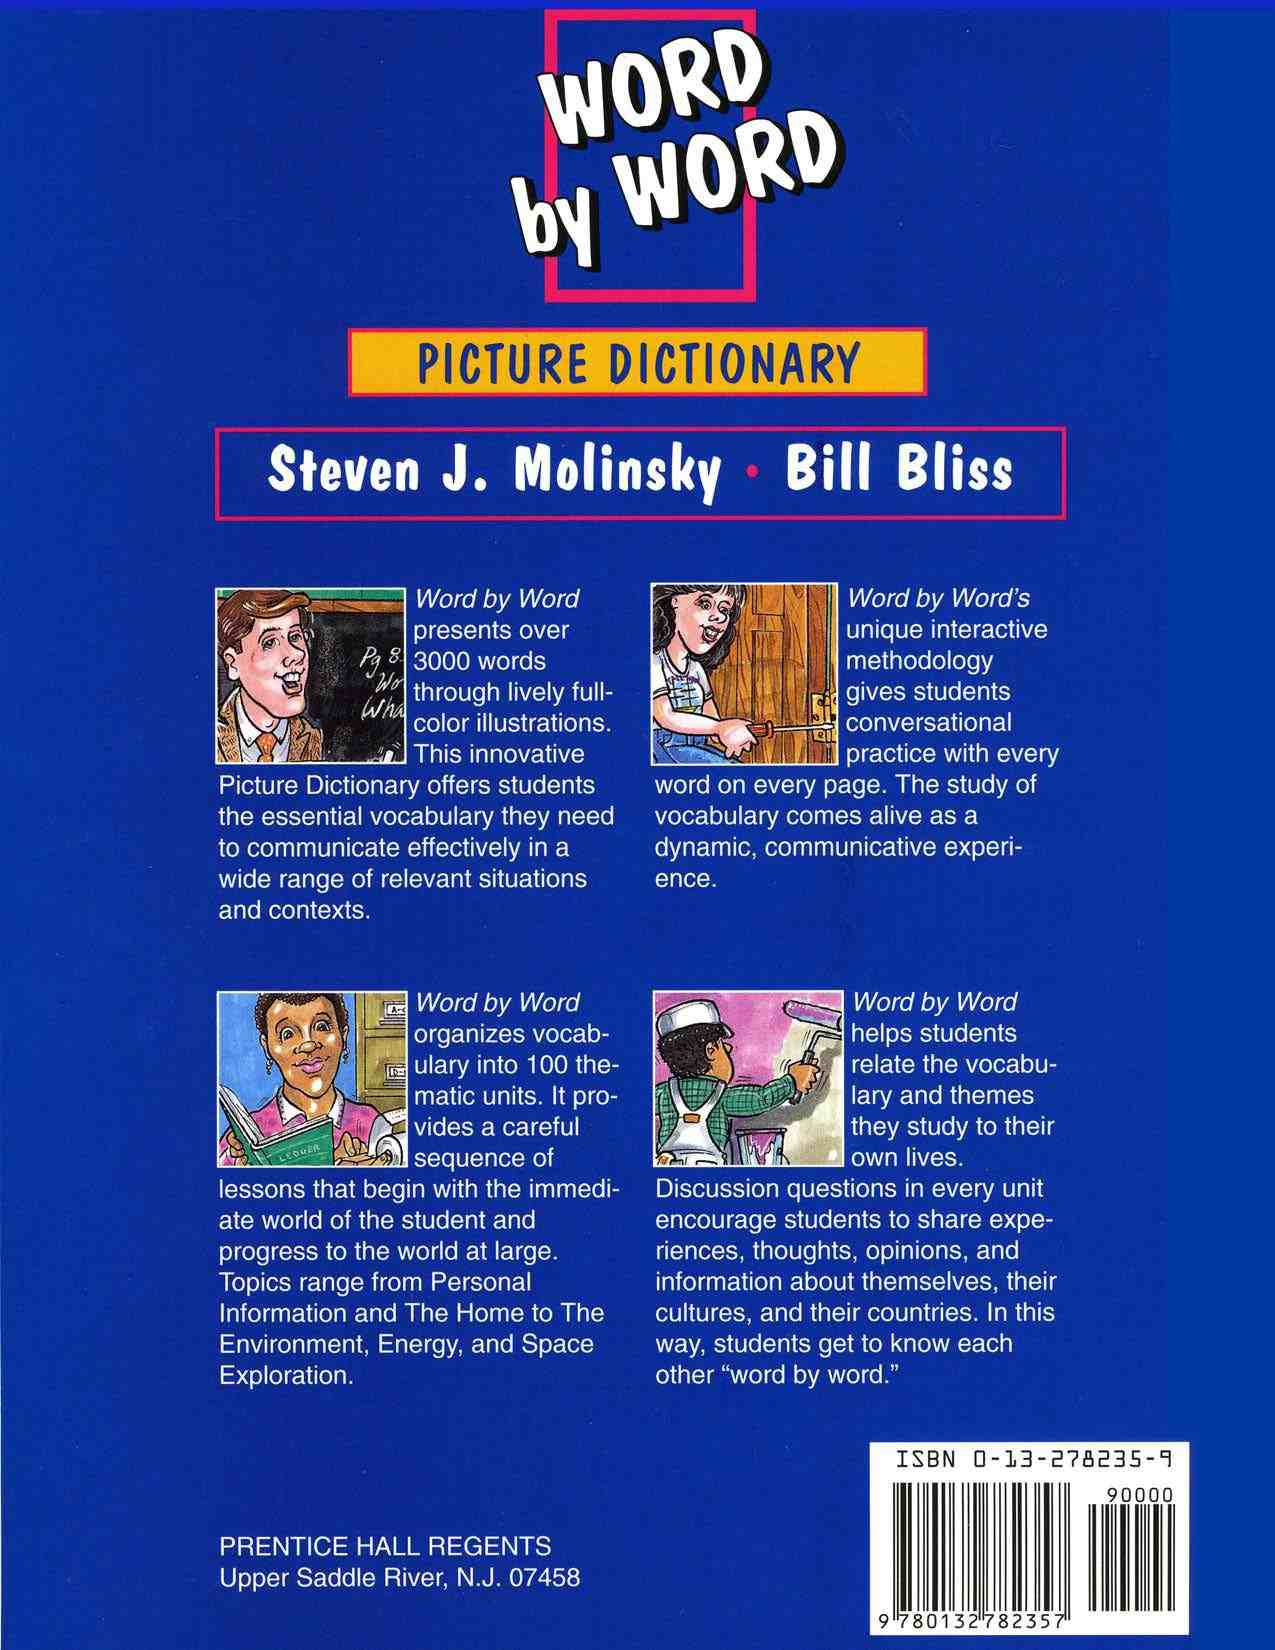 WORD
by WORD
PICTURE DICTIONARY
Steven J. Molinsky • Bill Bliss
Pg 8.
Wo
Wha
Word by Word
presents over
3000 words
through lively full-
color illustrations.
This innovative
Picture Dictionary offers students
the essential vocabulary they need
to communicate effectively in a
wide range of relevant situations
and contexts.
Word by Word's
unique interactive
methodology
gives students
conversational
practice with every
word on every page. The study of
vocabulary comes alive as a
dynamic, communicative experi-
ence.
A-C
D-
LEDGER
Word by Word
organizes vocab-
ulary into 100 the-
matic units. It pro-
vides a careful
sequence of
lessons that begin with the immedi-
ate world of the student and
progress to the world at large.
Topics range from Personal
Information and The Home to The
Environment, Energy, and Space
Exploration.
Word by Word
helps students
relate the vocabu-
lary and themes
they study to their
own lives.
Discussion questions in every unit
encourage students to share expe-
riences, thoughts, opinions, and
information about themselves, their
cultures, and their countries. In this
way, students get to know each
other “word by word.”
PRENTICE HALL REGENTS
Upper Saddle River, N.J. 07458
ISBN 0-13-278235-9
90000
9 780132 782357